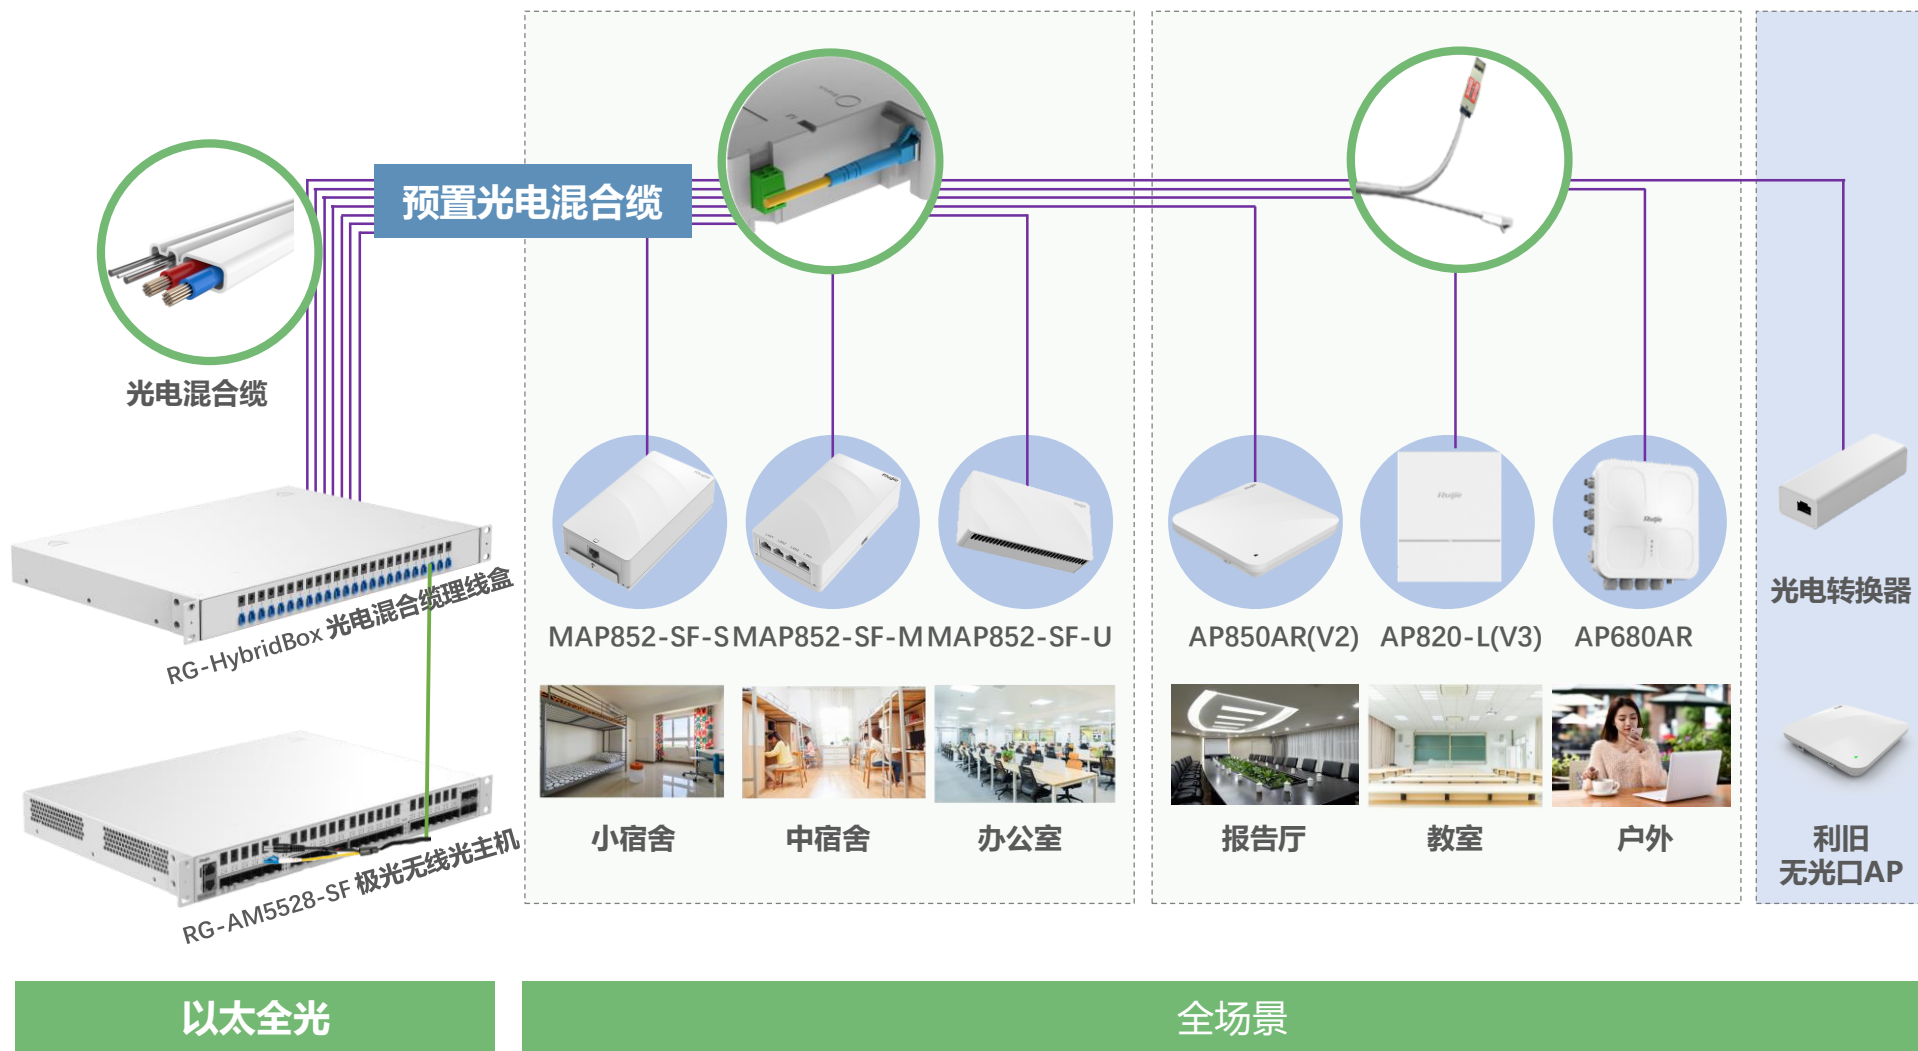 预置光电混合缆
光电混合缆
RG-HybridBox 光电混合缆理线盒
RG-AM5528-SF 极光无线光主机
MAP852-SF-S
MAP852-SF-M
MAP852-SF-U
AP850AR(V2)
AP820-L(V3)
AP680AR
光电转换器
小宿舍
中宿舍
办公室
报告厅
教室
户外
利旧
无光口AP
以太全光
全场景
Ruijie
Ruijie
Ruijie